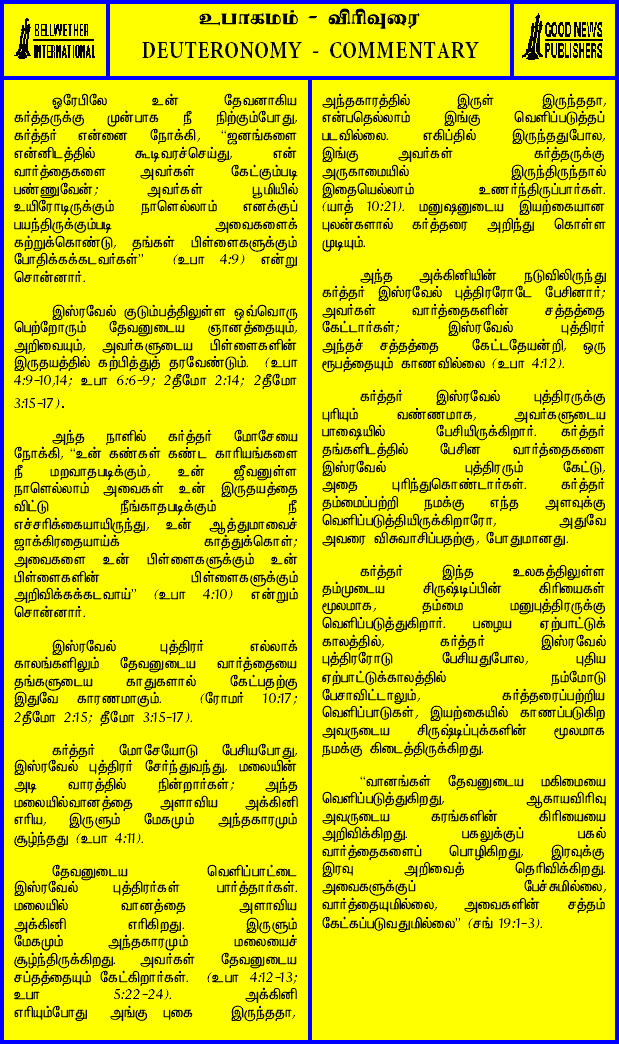 BELLWETHER
INTERNATIONAL
உபாகமம் - விரிவுரை
DEUTERONOMY - COMMENTARY
GOOD NEWS
PUBLISHERS
ஓரேபிலே உன் தேவனாகிய
கர்த்தருக்கு முன்பாக நீ நிற்கும்போது,
கர்த்தர் என்னை நோக்கி, “ஜனங்களை
என்னிடத்தில் கூடிவரச்செய்து, என்
வார்த்தைகளை அவர்கள் கேட்கும்படி
பண்ணுவேன்; அவர்கள் பூமியில்
உயிரோடிருக்கும் நாளெல்லாம் எனக்குப்
பயந்திருக்கும்படி அவைகளைக்
கற்றுக்கொண்டு, தங்கள் பிள்ளைகளுக்கும்
போதிக்கக்கடவர்கள்” (உபா 4:9) என்று
சொன்னார்.
இஸ்ரவேல் குடும்பத்திலுள்ள ஒவ்வொரு
பெற்றோரும் தேவனுடைய ஞானத்தையும்,
அறிவையும், அவர்களுடைய பிள்ளைகளின்
இருதயத்தில் கற்பித்துத் தரவேண்டும். (உபா
4:9-10,14; உபா 6:6-9; 2தீமோ 2:14; 2தீமோ
3:15-17).
அந்த நாளில் கர்த்தர் மோசேயை
நோக்கி, “உன் கண்கள் கண்ட காரியங்களை
நீ மறவாதபடிக்கும், உன் ஜீவனுள்ள
நாளெல்லாம் அவைகள் உன் இருதயத்தை
விட்டு நீங்காதபடிக்கும் நீ
எச்சரிக்கையாயிருந்து, உன் ஆத்துமாவைச்
ஜாக்கிரதையாய்க் காத்துக்கொள்;
அவைகளை உன் பிள்ளைகளுக்கும் உன்
பிள்ளைகளின் பிள்ளைகளுக்கும்
அறிவிக்கக்கடவாய்” (உபா 4:10) என்றும்
சொன்னார்.
இஸ்ரவேல் புத்திரர் எல்லாக்
காலங்களிலும் தேவனுடைய வார்த்தையை
தங்களுடைய காதுகளால் கேட்பதற்கு
இதுவே காரணமாகும். (ரோமர் 10:17;
2தீமோ 2:15; தீமோ 3:15-17).
கர்த்தர் மோசேயோடு பேசியபோது,
இஸ்ரவேல் புத்திரர் சேர்ந்துவந்து, மலையின்
அடி வாரத்தில் நின்றார்கள்; அந்த
மலையில்வானத்தை அளாவிய அக்கினி
எரிய, இருளும் மேகமும் அந்தகாரமும்
சூழ்ந்தது (உபா 4:11).
தேவனுடைய வெளிப்பாட்டை
இஸ்ரவேல் புத்திரர்கள் பார்த்தார்கள்.
மலையில் வானத்தை அளாவிய
அக்கினி எரிகிறது. இருளும்
மேகமும் அந்தகாரமும் மலையைச்
சூழ்ந்திருக்கிறது. அவர்கள் தேவனுடைய
சப்தத்தையும் கேட்கிறார்கள். (உபா 4:12-13;
உபா 5:22-24). அக்கினி
எரியும்போது அங்கு புகை இருந்ததா,
அந்தகாரத்தில் இருள் இருந்ததா,
என்பதெல்லாம் இங்கு வெளிப்படுத்தப்
படவில்லை. எகிப்தில் இருந்ததுபோல,
இங்கு அவர்கள் கர்த்தருக்கு
அருகாமையில் இருந்திருந்தால்
இதையெல்லாம் உணர்ந்திருப்பார்கள்.
(யாத் 10:21). மனுஷனுடைய இயற்கையான
புலன்களால் கர்த்தரை அறிந்து கொள்ள
முடியும்.
அந்த அக்கினியின் நடுவிலிருந்து
கர்த்தர் இஸ்ரவேல் புத்திரரோடே பேசினார்;
அவர்கள் வார்த்தைகளின் சத்தத்தை
கேட்டார்கள்; இஸ்ரவேல் புத்திரர்
அந்தச் சத்தத்தை கேட்டதேயன்றி, ஒரு
ரூபத்தையும் காணவில்லை (உபா 4:12).
கர்த்தர் இஸ்ரவேல் புத்திரருக்கு
புரியும் வண்ணமாக, அவர்களுடைய
பாஷையில் பேசியிருக்கிறார். கர்த்தர்
தங்களிடத்தில் பேசின வார்த்தைகளை
இஸ்ரவேல் புத்திரரும் கேட்டு,
அதை புரிந்துகொண்டார்கள். கர்த்தர்
தம்மைப்பற்றி நமக்கு எந்த அளவுக்கு
வெளிப்படுத்தியிருக்கிறாரோ, அதுவே
அவரை விசுவாசிப்பதற்கு, போதுமானது.
கர்த்தர் இந்த உலகத்திலுள்ள
தம்முடைய சிருஷ்டிப்பின் கிரியைகள்
மூலமாக, தம்மை மனுபுத்திரருக்கு
வெளிப்படுத்துகிறார். பழைய ஏற்பாட்டுக்
காலத்தில், கர்த்தர் இஸ்ரவேல்
புத்திரரோடு பேசியதுபோல, புதிய
ஏற்பாட்டுக்காலத்தில் நம்மோடு
பேசாவிட்டாலும், கர்த்தரைப்பற்றிய
வெளிப்பாடுகள், இயற்கையில் காணப்படுகிற
அவருடைய சிருஷ்டிப்புக்களின் மூலமாக
நமக்கு கிடைத்திருக்கிறது.
“வானங்கள் தேவனுடைய மகிமையை
வெளிப்படுத்துகிறது, ஆகாயவிரிவு
அவருடைய கரங்களின் கிரியையை
அறிவிக்கிறது. பகலுக்குப் பகல்
வார்த்தைகளைப் பொழிகிறது, இரவுக்கு
இரவு அறிவைத் தெரிவிக்கிறது.
அவைகளுக்குப் பேச்சுமில்லை,
வார்த்தையுமில்லை, அவைகளின் சத்தம்
கேட்கப்படுவதுமில்லை” (சங் 19:1-3).